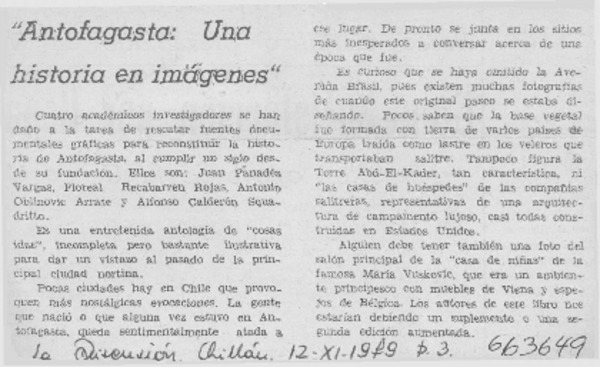 "Antofagasta: Una
historia en imágenes"
Cuatro académicos investigadores se han
dado a la tarea de rescatar fuentes docu-
mentales gráficas para reconstituir la histo-
ria de Antofagasta, al cumplir un siglo des-
de su fundación. Ellos son: Juan Panadés
Vargas, Floreal Recabarren Rojas, Antonio
Obilinovic Arrate y Alfonso Calderón Squa-
dritto.
Es una entretenida antología de "cosas
idas", incompleta pero bastante ilustrativa
para dar un vistazo al pasado de la prin-
cipal ciudad nortina.
Pocas ciudades hay en Chile que provo-
quen más nostálgicas evocaciones. La gente
que nació o que alguna vez estuvo en An-
tofagasta, queda sentimentalmente atada a
ese lugar. De pronto se junta en los sitios
más inesperados a conversar acerca de una
época que fue.
Es curioso que se haya omitido la Ave-
nida Brasil, pues existen muchas fotografías
de cuando este original paseo se estaba di-
señando. Pocos saben que la base vegetal
fue formada con tierra de varios países de
Europa traída como lastre en los veleros que
transportaban salitre. Tampoco figura la
Torre Abd-El-Kader, tan característica, ni
"las casas de huéspedes" de las compañías
salitreras, representativas de una arquitec-
tura de campamento lujoso, casi todas cons-
truidas en Estados Unidos.
Alguien debe tener también una foto del
salón principal de la "casa de niñas" de la
famosa María Vuskovic, que era un ambien-
te principesco con muebles de Viena y espe-
jos de Bélgica. Los autores de este libro nos
estarían debiendo un suplemento o una se-
gunda edición aumentada.
La Discusión, Chillán, 12-XI-1979 p. 3. 663649